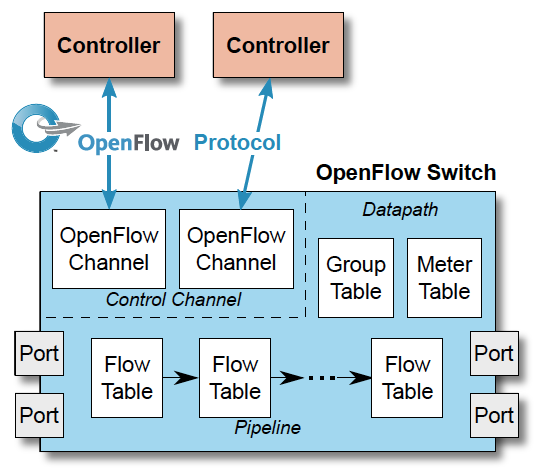 Controller
Controller
OpenFlow Protocol
OpenFlow Switch
Datapath
OpenFlow
Channel
OpenFlow
Channel
Group
Table
Meter
Table
Control Channel
Port
Port
Flow
Table
Flow
Table
Flow
Table
Port
Port
Pipeline